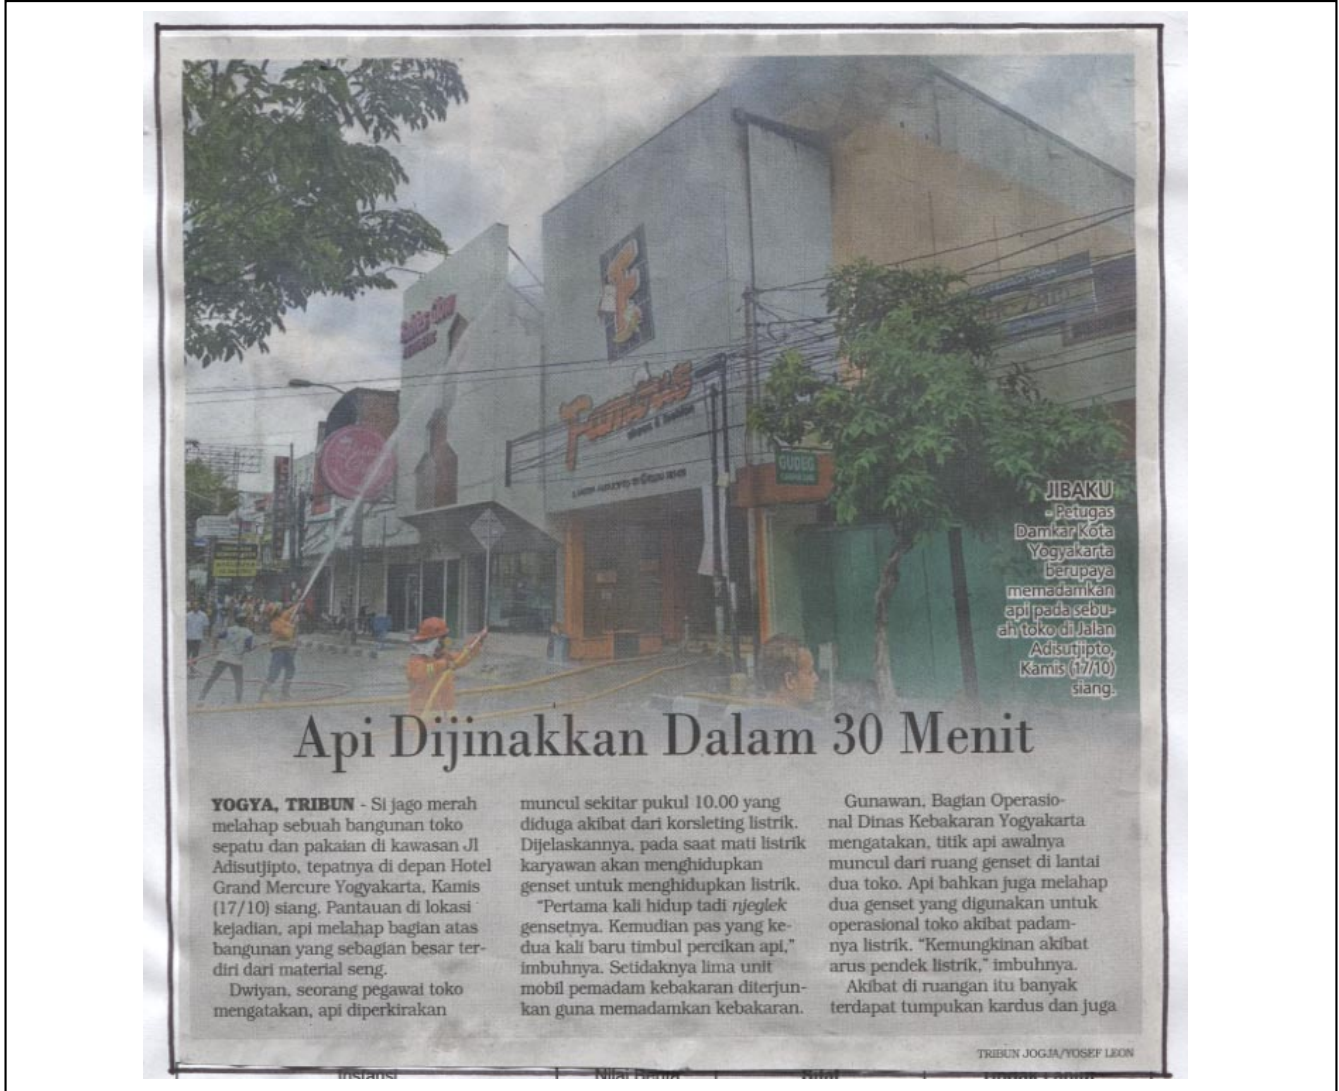 Famous
GUDEG
JIBAKU
- Petugas
Damkar Kota
Yogyakarta
berupaya
memadamkan
api pada sebu-
ah toko di Jalan
Adisutjipto,
Kamis (17/10)
siang.
Api Dijinakkan Dalam 30 Menit
YOGYA, TRIBUN - Si jago merah
melahap sebuah bangunan toko
sepatu dan pakaian di kawasan Jl
Adisutjipto, tepatnya di depan Hotel
Grand Mercure Yogyakarta, Kamis
(17/10) siang. Pantauan di lokasi
kejadian, api melahap bagian atas
bangunan yang sebagian besar ter-
diri dari material seng.
Dwiyan, seorang pegawai toko
mengatakan, api diperkirakan
muncul sekitar pukul 10.00 yang
diduga akibat dari korsleting listrik.
Dijelaskannya, pada saat mati listrik
karyawan akan menghidupkan
genset untuk menghidupkan listrik.
"Pertama kali hidup tadi njeglek
gensetnya. Kemudian pas yang ke-
dua kali baru timbul percikan api,"
imbuhnya. Setidaknya lima unit
mobil pemadam kebakaran diterjun-
kan guna memadamkan kebakaran.
Gunawan, Bagian Operasio-
nal Dinas Kebakaran Yogyakarta
mengatakan, titik api awalnya
muncul dari ruang genset di lantai
dua toko. Api bahkan juga melahap
dua genset yang digunakan untuk
operasional toko akibat padam-
nya listrik. "Kemungkinan akibat
arus pendek listrik," imbuhnya.
Akibat di ruangan itu banyak
terdapat tumpukan kardus dan juga
TRIBUN JOGJA/YOSEF LEON